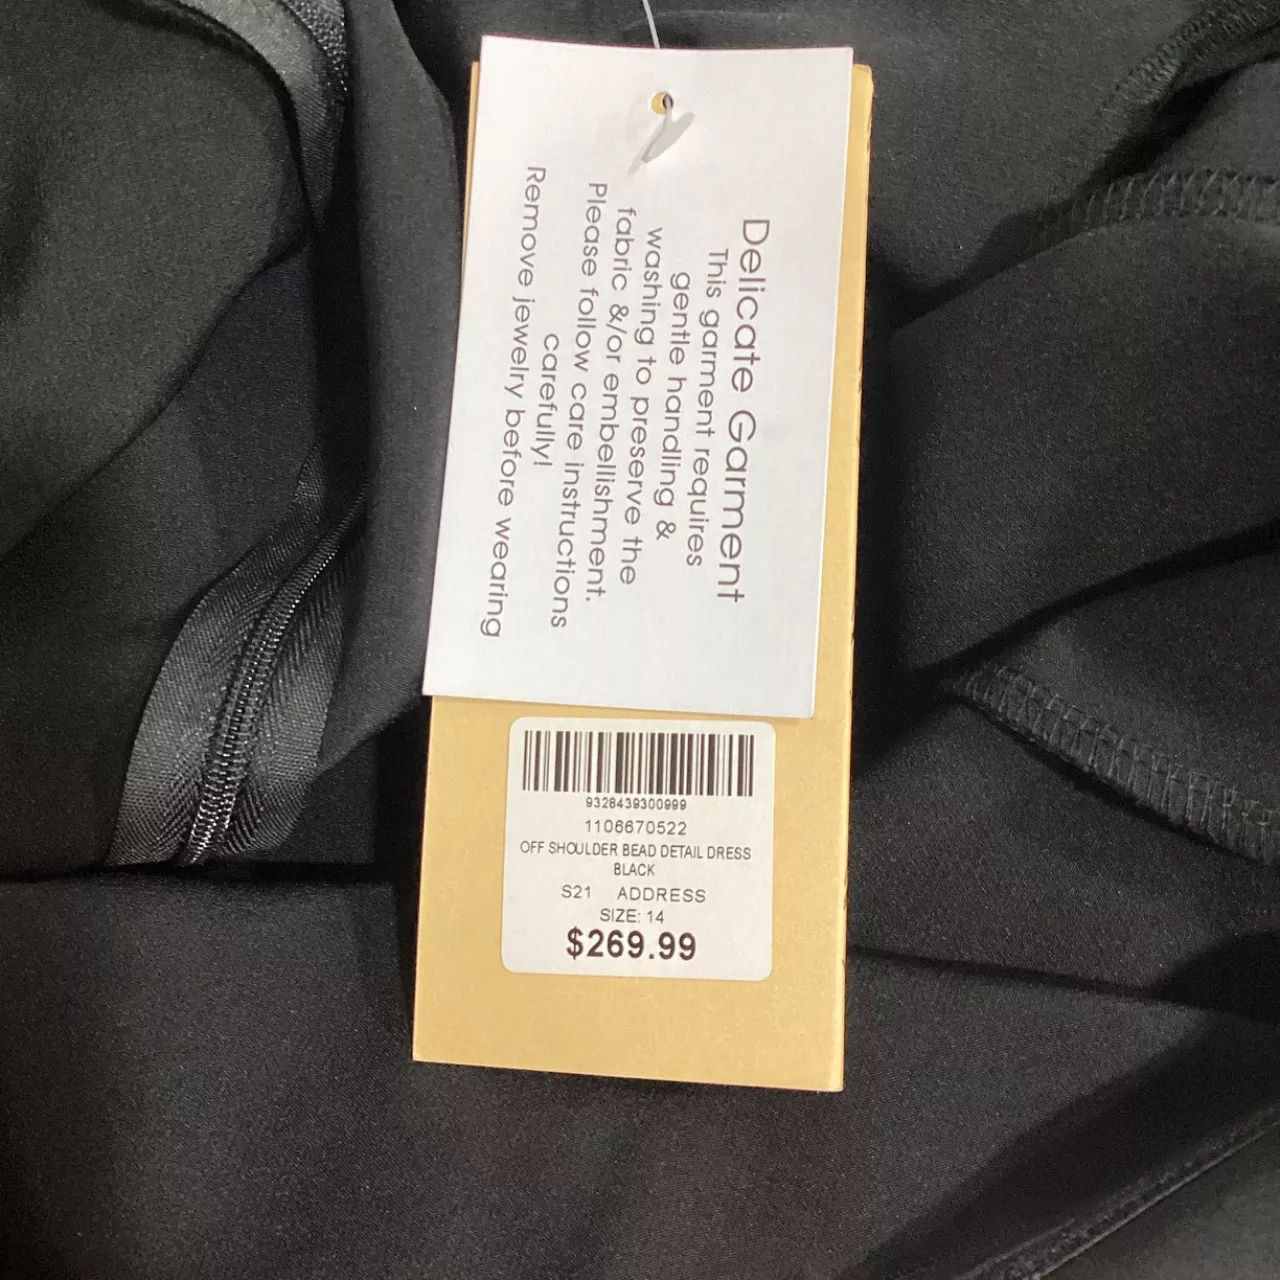 Delicate Garment
This garment requires
gentle handling &
washing to preserve the
fabric &/or embellishment.
Please follow care instructions
carefully!
Remove jewelry before wearing
9328439300999
1106670522
OFF SHOULDER BEAD DETAIL DRESS
BLACK
S21 ADDRESS
SIZE: 14
$269.99